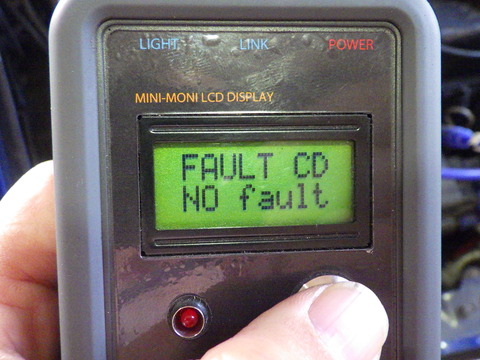 LIGHT LINK POWER
MINI-MONI LCD DISPLAY
FAULT CD
NO fault